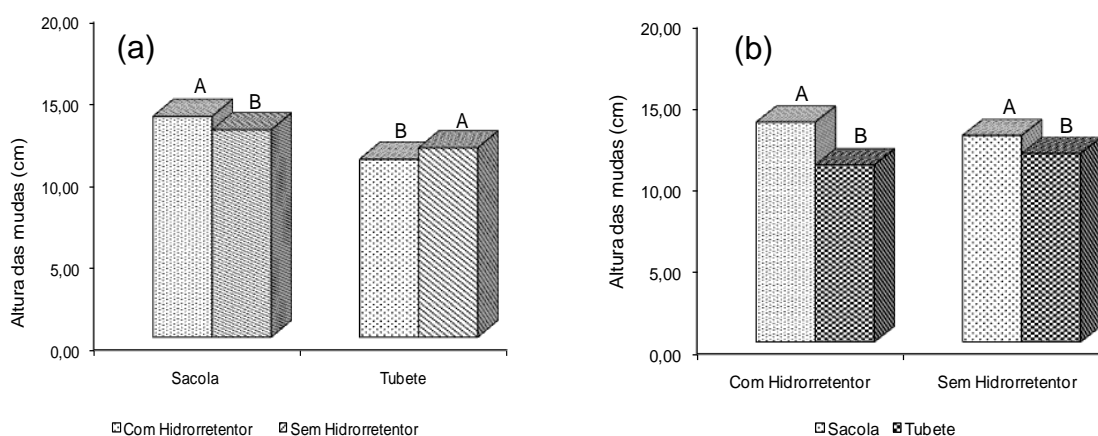 (a)
Altura das mudas (cm)
20,00
15,00
10,00
5,00
0,00
A
B
B
A
Sacola
Tubete
Com Hidrorretentor
Sem Hidrorretentor
(b)
Altura das mudas (cm)
20,00
15,00
10,00
5,00
0,00
A
B
A
B
Com Hidrorretentor
Sem Hidrorretentor
Sacola
Tubete